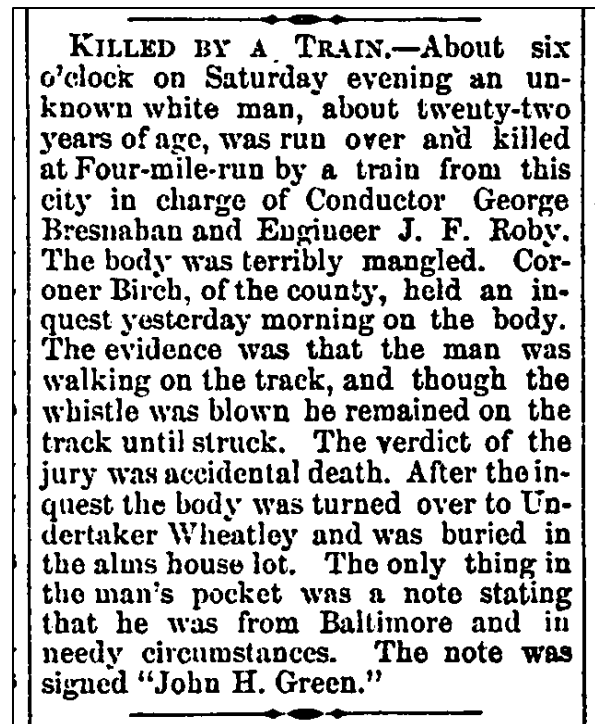 KILLED BY A TRAIN.—About six
o'clock on Saturday evening an un-
known white man, about twenty-two
years of age, was run over and killed
at Four-mile-run by a train from this
city in charge of Conductor George
Bresnahan and Engineer J. F. Roby.
The body was terribly mangled. Cor-
oner Birch, of the county, held an in-
quest yesterday morning on the body.
The evidence was that the man was
walking on the track, and though the
whistle was blown he remained on the
track until struck. The verdict of the
jury was accidental death. After the in-
quest the body was turned over to Un-
dertaker Wheatley and was buried in
the alms house lot. The only thing in
the man's pocket was a note stating
that he was from Baltimore and in
needy circumstances. The note was
signed "John H. Green."